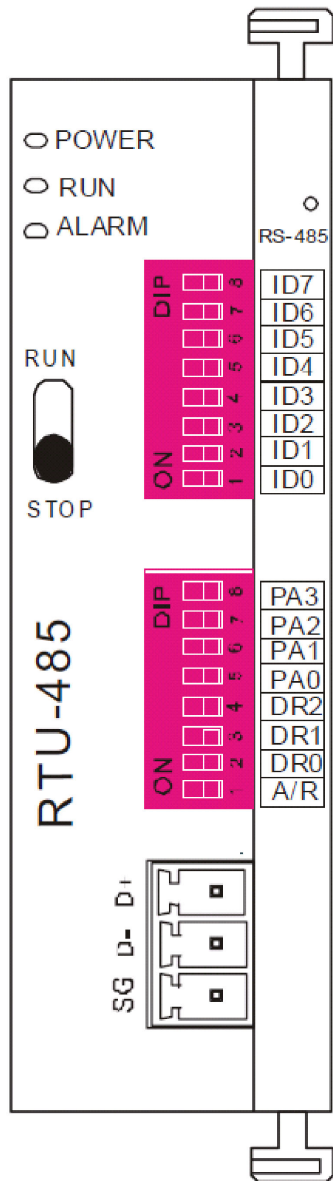 POWER
RUN
ALARM
RS-485
RUN
STOP
DIP
ON
8
7
6
5
4
3
2
1
ID7
ID6
ID5
ID4
ID3
ID2
ID1
ID0
RTU-485
DIP
ON
8
7
6
5
4
3
2
1
PA3
PA2
PA1
PA0
DR2
DR1
DR0
A/R
D+
D-
SG